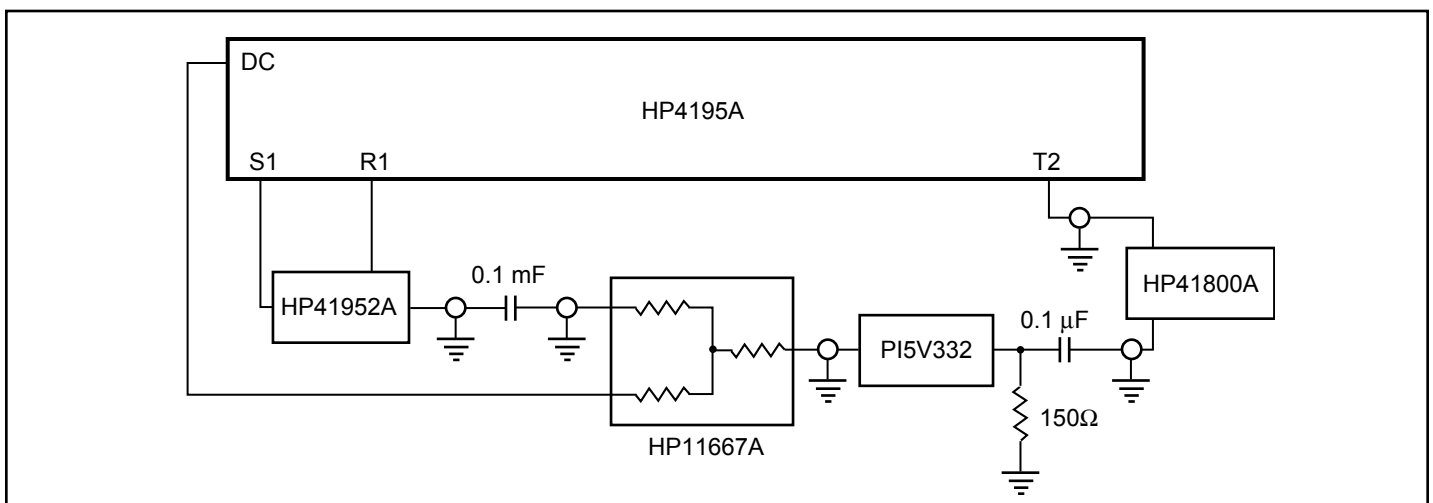 DC
HP4195A
S1
R1
T2
0.1 mF
HP41952A
HP41800A
0.1 μF
PI5V332
150Ω
HP11667A